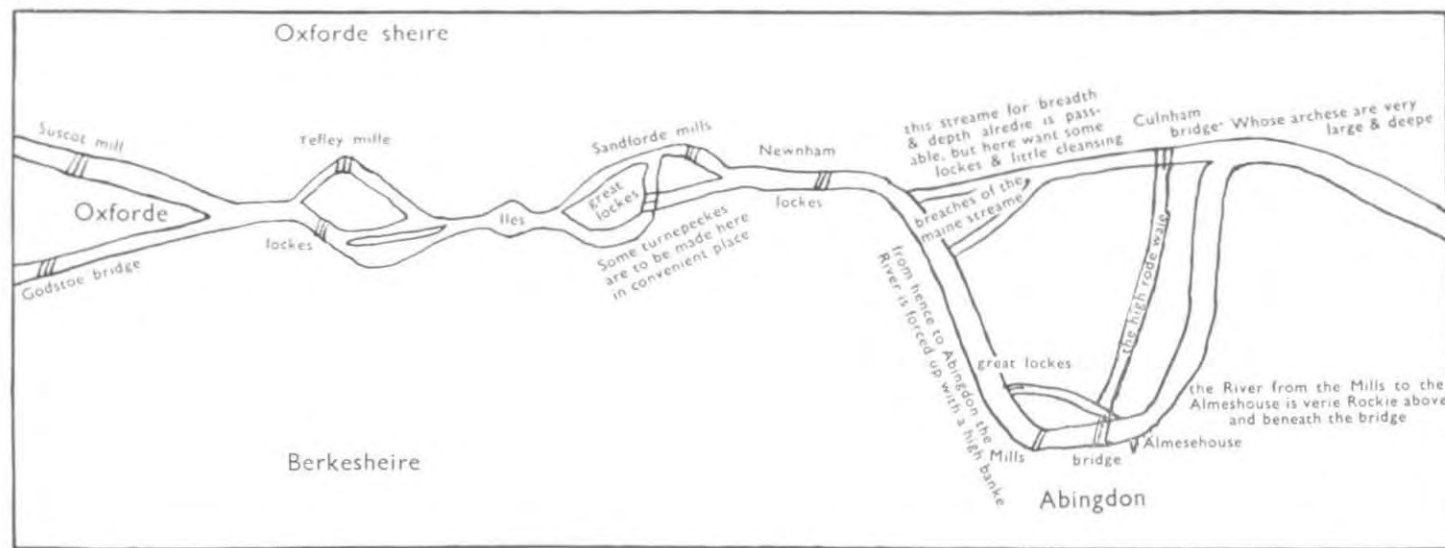 Oxforde sheire
Suscot mill
Yefley mille
Sandforde mills
Newnham
lockes
this streame for breadth
& depth alredie is pass-
able, but here want some
lockes & little cleansing
Culnham
bridge
Whose archese are very
large & deepe
Oxforde
Godstoe bridge
lockes
Iles
great
lockes
Some turnepeckes
are to be made here
in convenient place
breaches of the
maine streame
from hence to Abingdon the
River is forced up with a high banke
the high rode waie
great lockes
the River from the Mills to the
Almeshouse is verie Rockie above
and beneath the bridge
Mills
bridge
Almesehouse
Berkesheire
Abingdon